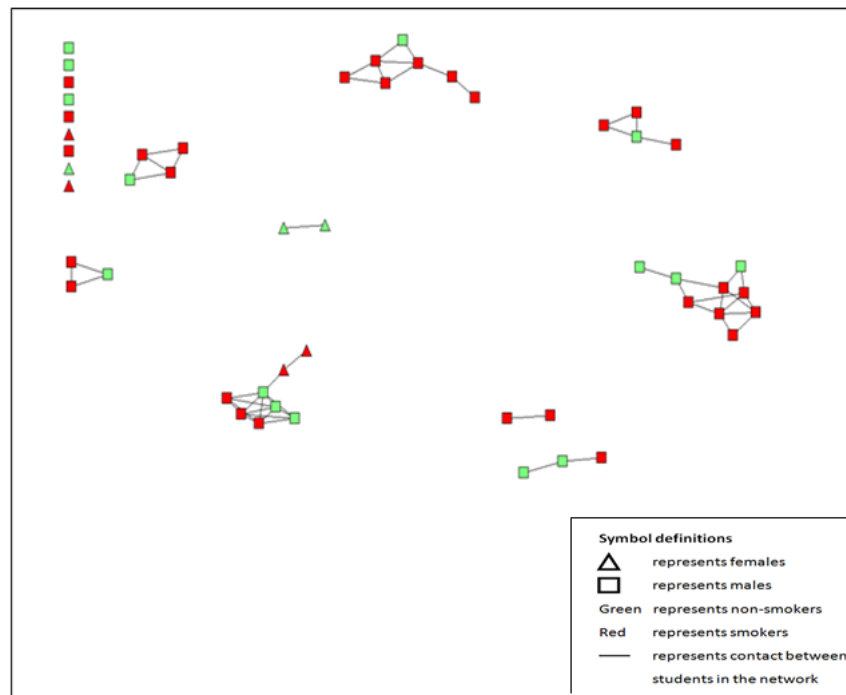 Symbol definitions
represents females
represents males
Green represents non-smokers
Red represents smokers
represents contact between
students in the network